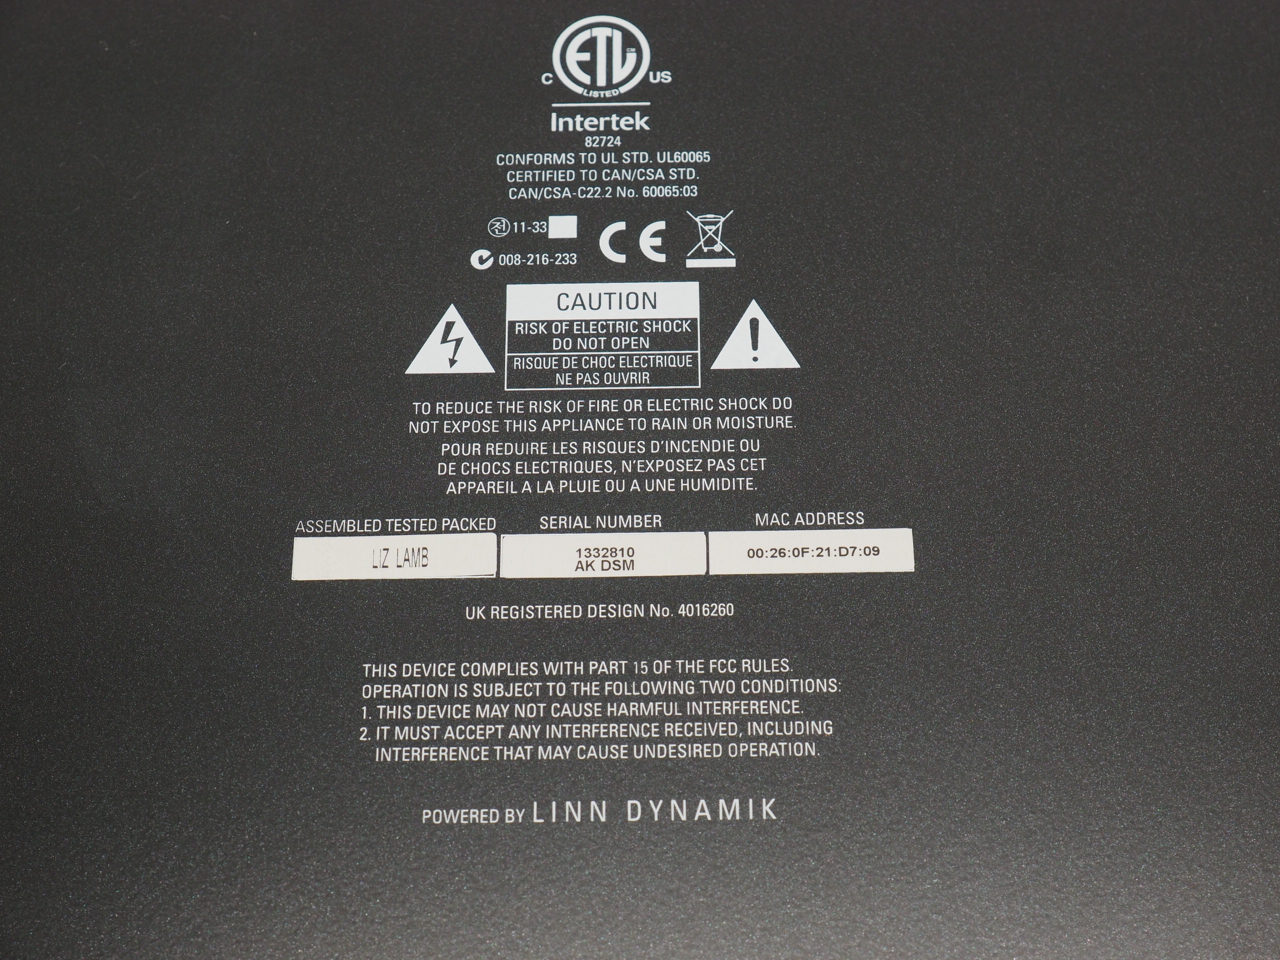 ETL CM
LISTED
C US
Intertek
82724
CONFORMS TO UL STD. UL60065
CERTIFIED TO CAN/CSA STD.
CAN/CSA-C22.2 No. 60065:03
전 11-33
CE
008-216-233
CAUTION
RISK OF ELECTRIC SHOCK
DO NOT OPEN
RISQUE DE CHOC ELECTRIQUE
NE PAS OUVRIR
TO REDUCE THE RISK OF FIRE OR ELECTRIC SHOCK DO
NOT EXPOSE THIS APPLIANCE TO RAIN OR MOISTURE.
POUR REDUIRE LES RISQUES D'INCENDIE OU
DE CHOCS ELECTRIQUES, N'EXPOSEZ PAS CET
APPAREIL A LA PLUIE OU A UNE HUMIDITE.
ASSEMBLED TESTED PACKED
LIZ LAMB
SERIAL NUMBER
1332810
AK DSM
MAC ADDRESS
00:26:0F:21:D7:09
UK REGISTERED DESIGN No. 4016260
THIS DEVICE COMPLIES WITH PART 15 OF THE FCC RULES.
OPERATION IS SUBJECT TO THE FOLLOWING TWO CONDITIONS:
1. THIS DEVICE MAY NOT CAUSE HARMFUL INTERFERENCE.
2. IT MUST ACCEPT ANY INTERFERENCE RECEIVED, INCLUDING
INTERFERENCE THAT MAY CAUSE UNDESIRED OPERATION.
POWERED BY LINN DYNAMIK